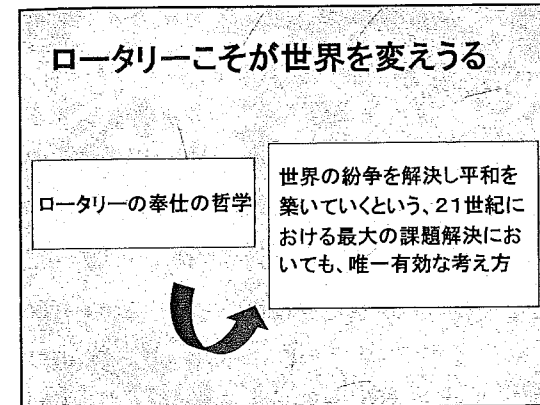 ロータリーこそが世界を変えうる
ロータリーの奉仕の哲学
世界の紛争を解決し平和を
築いていくという、21世紀に
おける最大の課題解決にお
いても、唯一有効な考え方